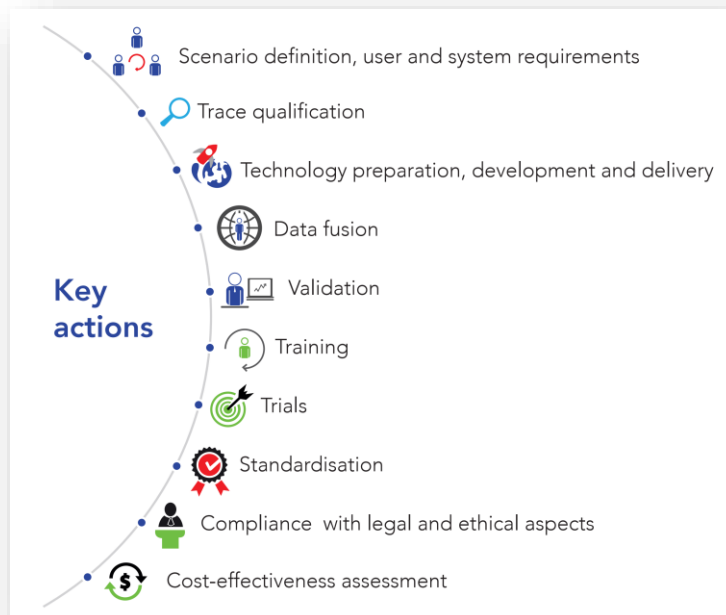 Scenario definition, user and system requirements
Trace qualification
Technology preparation, development and delivery
Data fusion
Key
actions
Validation
Training
Trials
Standardisation
Compliance with legal and ethical aspects
$
Cost-effectiveness assessment